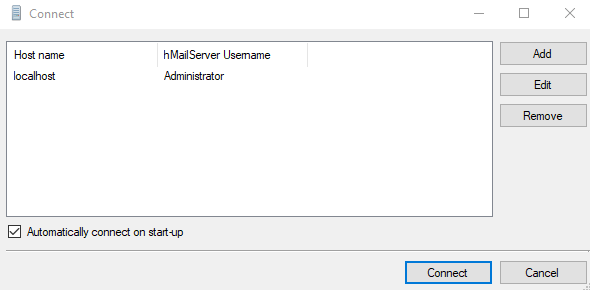 Connect
Host name hMailServer Username
localhost Administrator
Add
Edit
Remove
Automatically connect on start-up
Connect Cancel